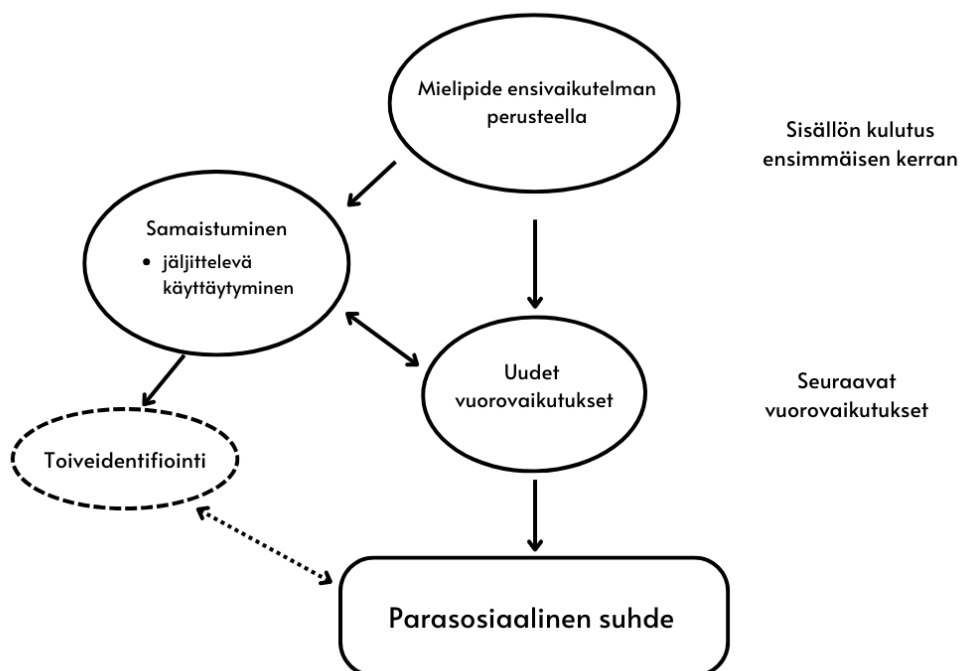 Mielipide ensivaikutelman
perusteella
Sisällön kulutus
ensimmäisen kerran
Samaistuminen
• jäljittelevä
käyttäytyminen
Uudet
vuorovaikutukset
Seuraavat
vuorovaikutukset
Toiveidentifiointi
Parasosiaalinen suhde